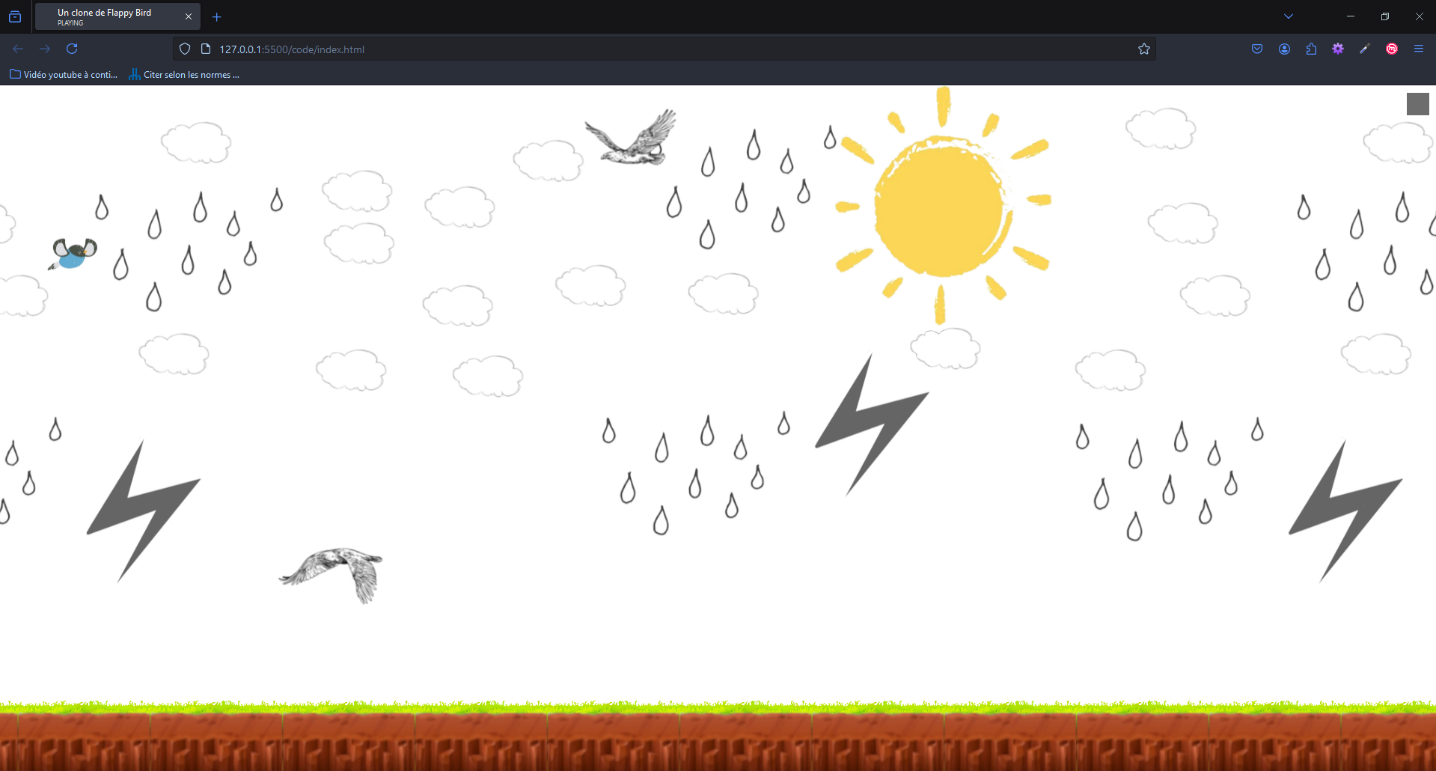 Un clone de Flappy Bird
PLAYING
127.0.0.1:5500/code/index.html
Vidéo youtube à conti... Citer selon les normes ...